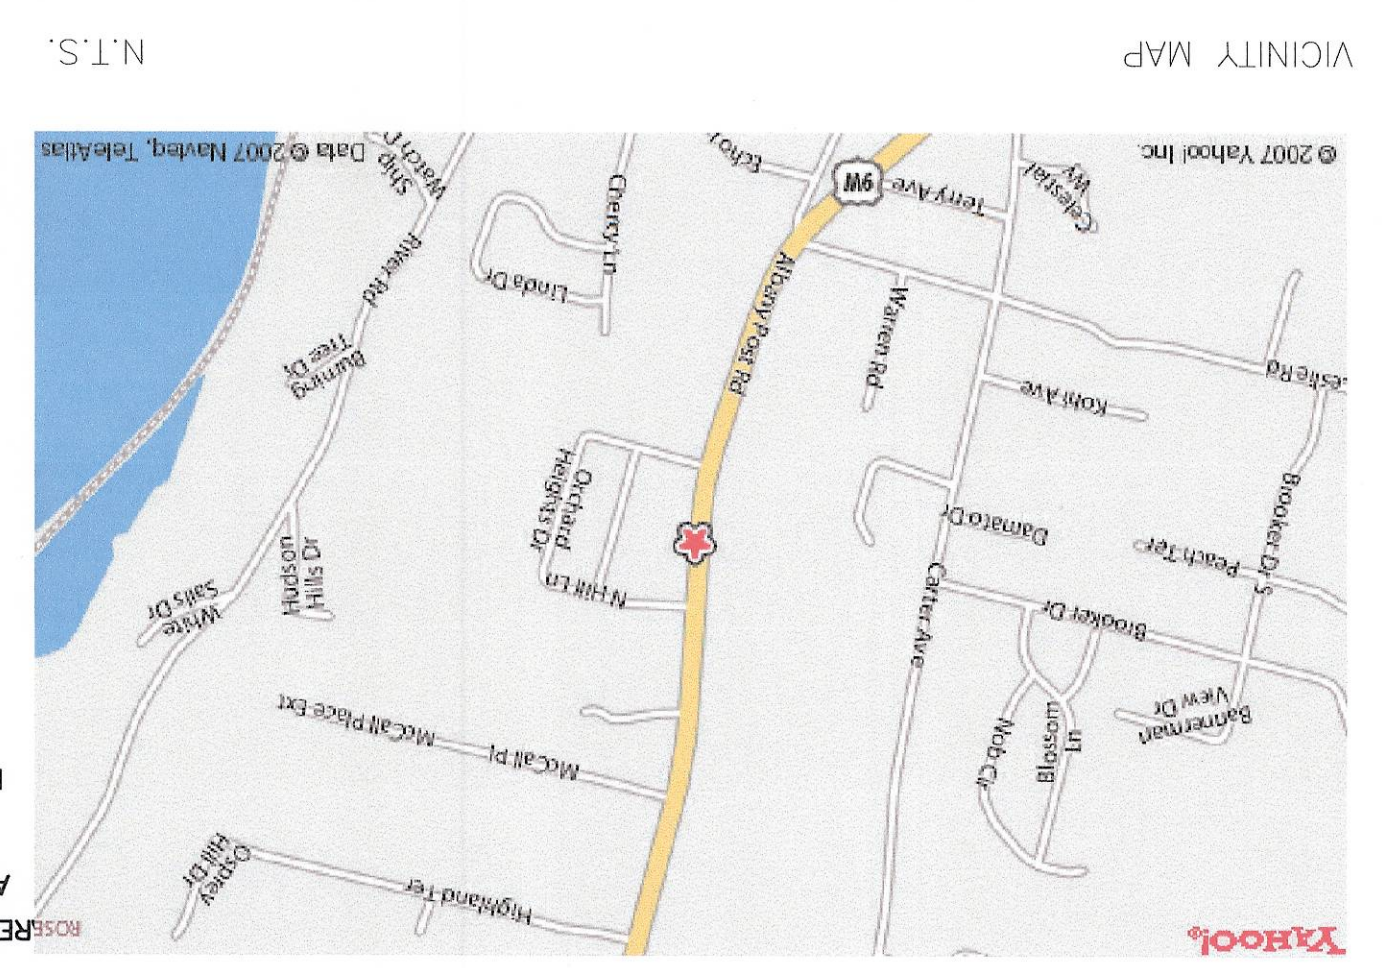 YAHOO!®
ROSE
RE
Highland Ter
Osprey
Hill Dr
A
McCall Pl
McCall Place Ext
Bannerman
View Dr
Blossom
Ln
Nob Cir
Brooker Dr
Carter Ave
N Hill Ln
White
Sails Dr
Hudson
Hills Dr
Peach Ter
Brooker Dr S
Damato Dr
Orchard
Heights Dr
Kohl Ave
eslie Rd
Warren Rd
Albany Post Rd
Burning
Tree Dr
Linda Dr
River Rd
Cherry Ln
Celestial
Wy
Terry Ave
9W
Echo
Ship
Watch
© 2007 Yahoo! Inc.
Data © 2007 Navteq, TeleAtlas
VICINITY MAP
N.T.S.